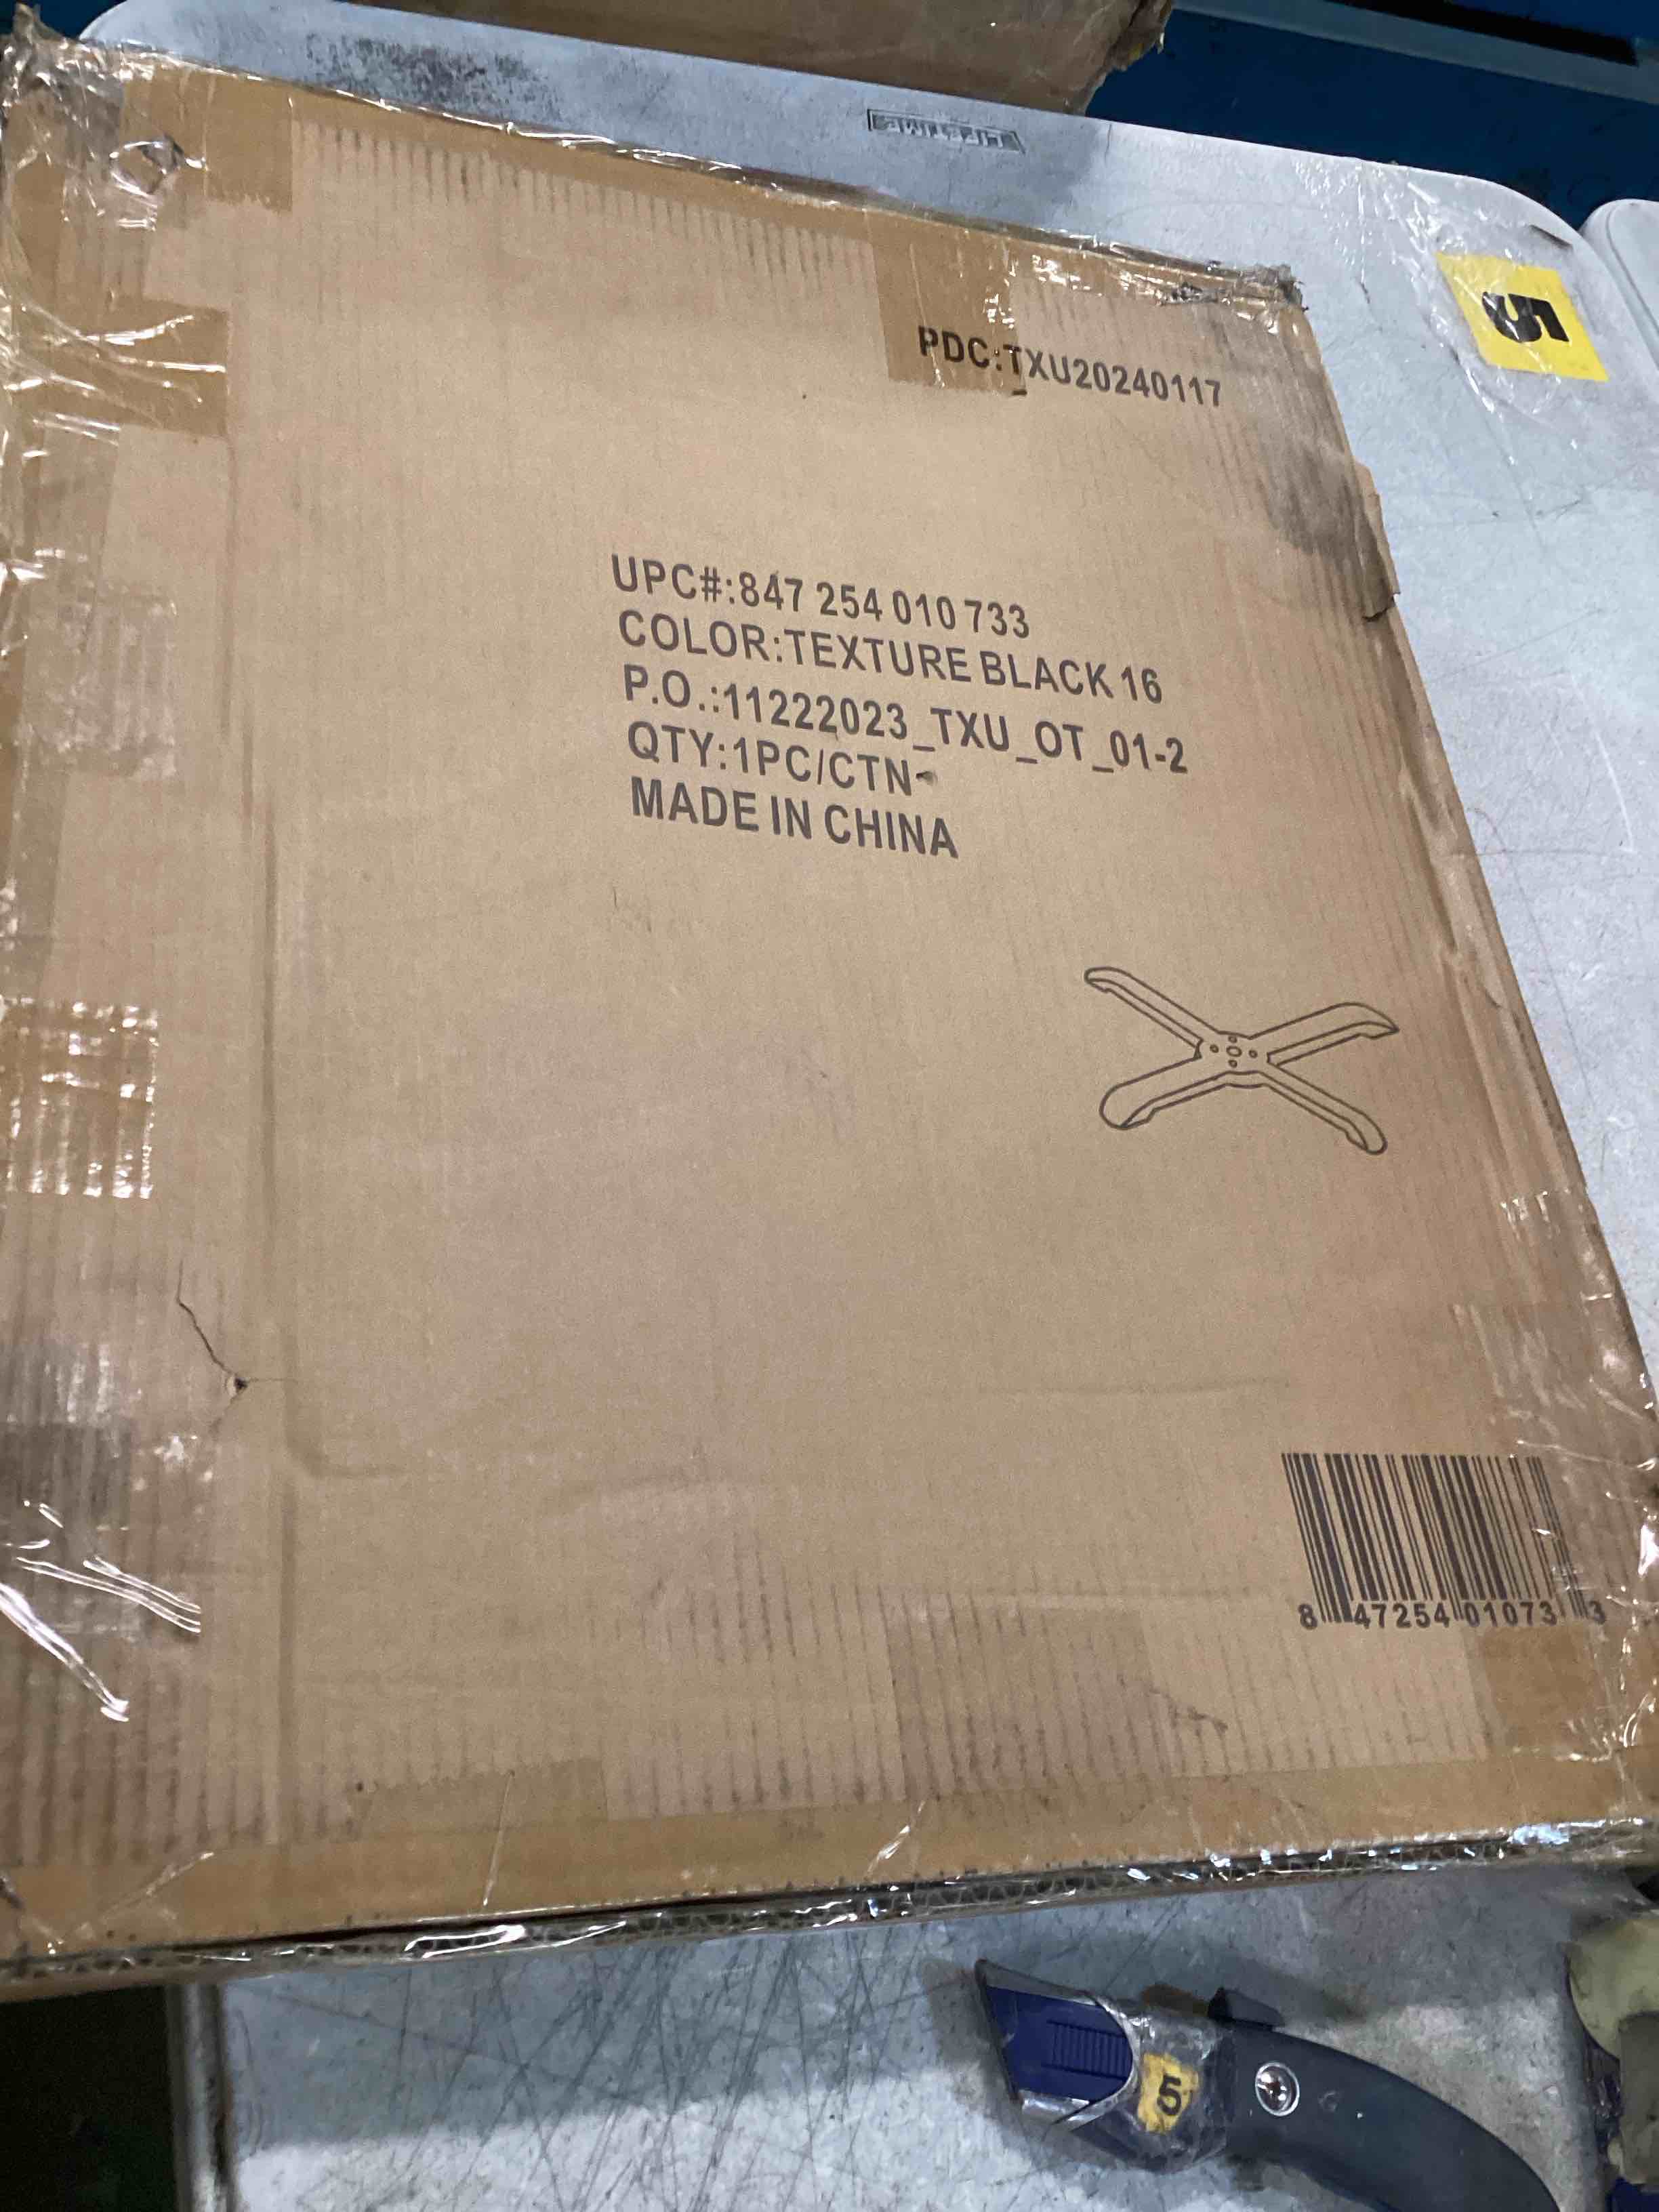 LIFETIME
5
PDC:TXU20240117
UPC#:847 254 010 733
COLOR:TEXTURE BLACK 16
P.O.:11222023_TXU_OT_01-2
QTY:1PC/CTN
MADE IN CHINA
8 47254 01073 3
5